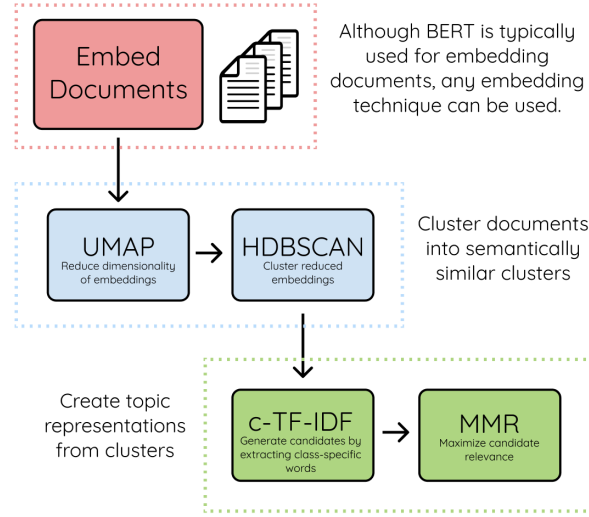 Embed
Documents
Although BERT is typically
used for embedding
documents, any embedding
technique can be used.
UMAP
Reduce dimensionality
of embeddings
HDBSCAN
Cluster reduced
embeddings
Cluster documents
into semantically
similar clusters
Create topic
representations
from clusters
c-TF-IDF
Generate candidates by
extracting class-specific
words
MMR
Maximize candidate
relevance